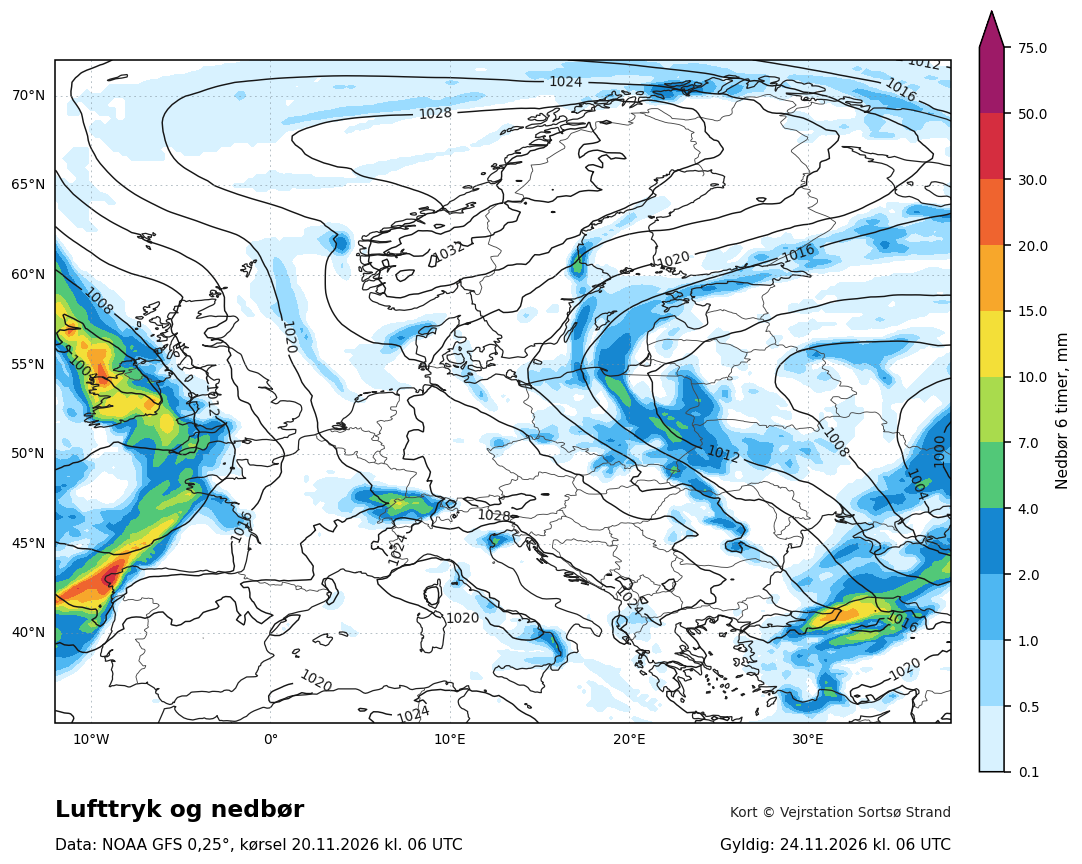 75.0
50.0
30.0
20.0
15.0
10.0
7.0
4.0
2.0
1.0
0.5
0.1
Nedbør 6 timer, mm
70°N
65°N
60°N
55°N
50°N
45°N
40°N
10°W
0°
10°E
20°E
30°E
1012
1024
1016
1028
1032
1020
1016
1008
1020
1004
1012
1012
1008
1000
1004
1016
1028
1024
1024
1020
1016
1020
1020
1024
Lufttryk og nedbør
Kort © Vejrstation Sortsø Strand
Data: NOAA GFS 0,25°, kørsel 20.11.2026 kl. 06 UTC
Gyldig: 24.11.2026 kl. 06 UTC